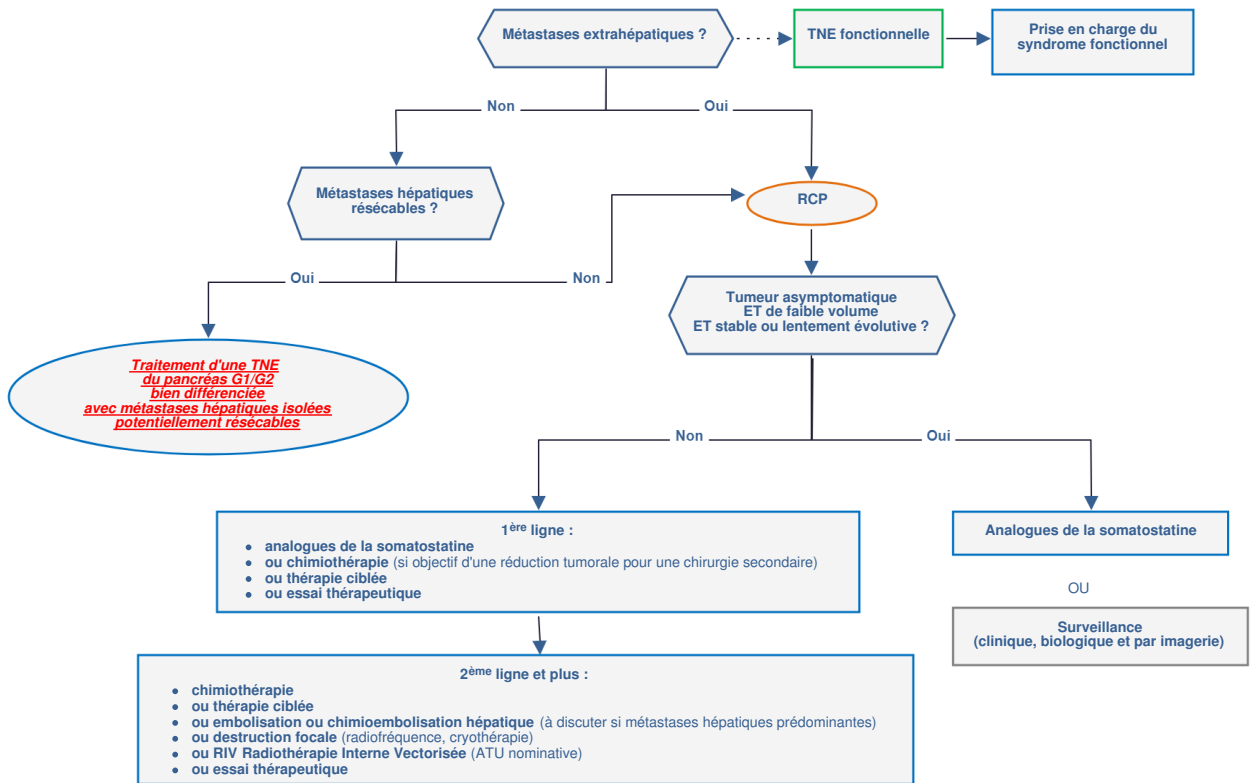 Métastases extrahépatiques ?
TNE fonctionnelle
Prise en charge du
syndrome fonctionnel
Non
Oui
Métastases hépatiques
résécables ?
RCP
Oui
Non
Tumeur asymptomatique
ET de faible volume
ET stable ou lentement évolutive ?
Traitement d'une TNE
du pancréas G1/G2
bien différenciée
avec métastases hépatiques isolées
potentiellement résécables
Non
Oui
1ère ligne :
• analogues de la somatostatine
• ou chimiothérapie (si objectif d'une réduction tumorale pour une chirurgie secondaire)
• ou thérapie ciblée
• ou essai thérapeutique
Analogues de la somatostatine
OU
Surveillance
(clinique, biologique et par imagerie)
2ème ligne et plus :
• chimiothérapie
• ou thérapie ciblée
• ou embolisation ou chimioembolisation hépatique (à discuter si métastases hépatiques prédominantes)
• ou destruction focale (radiofréquence, cryothérapie)
• ou RIV Radiothérapie Interne Vectorisée (ATU nominative)
• ou essai thérapeutique